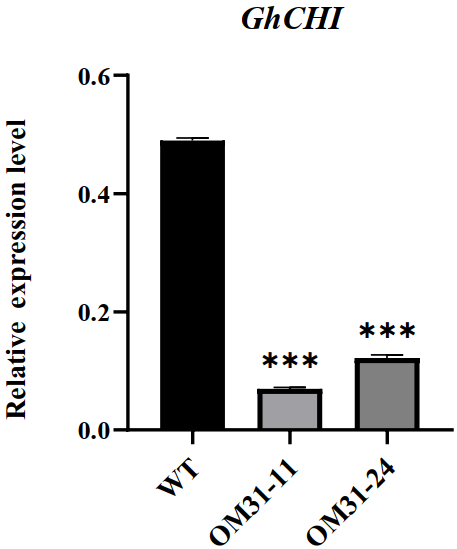 GhCHI
Relative expression level
0.6
0.4
0.2
0.0
***
***
WT
OM31-11
OM31-24